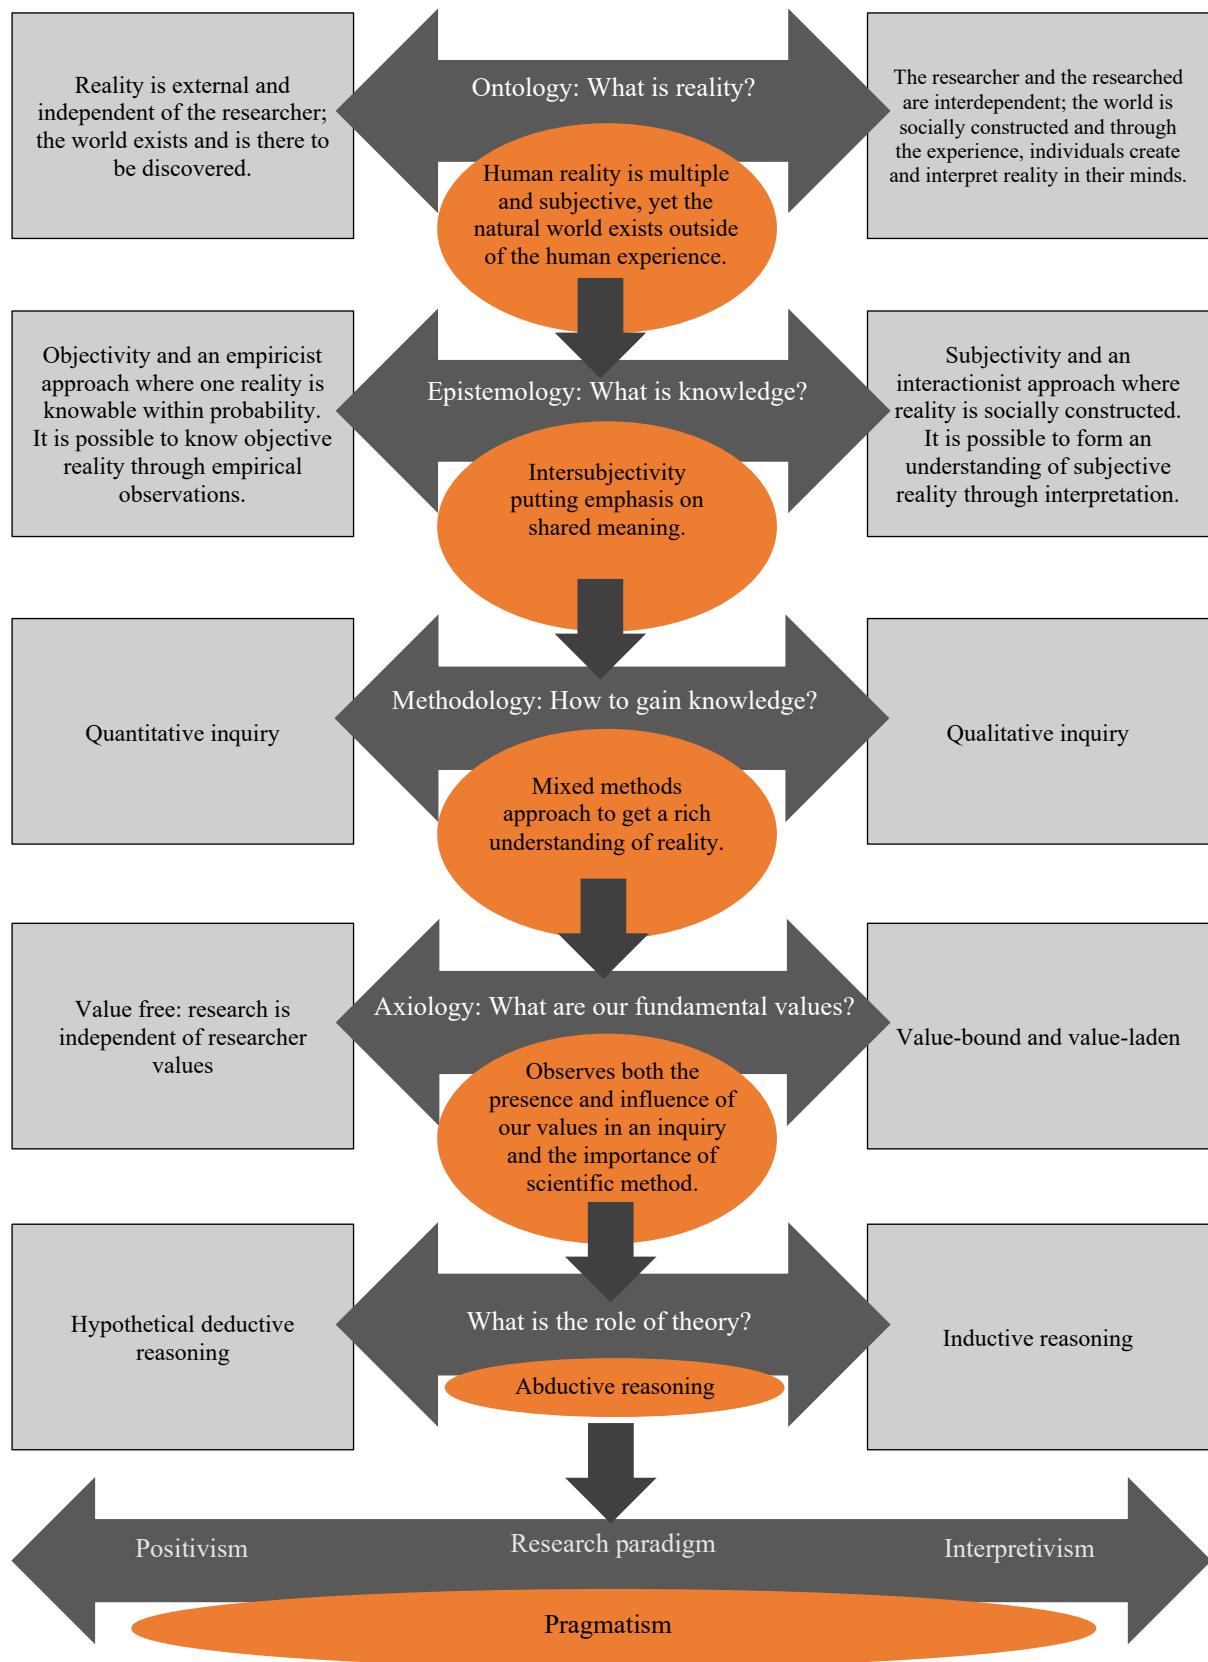 Reality is external and
independent of the researcher;
the world exists and is there to
be discovered.
Ontology: What is reality?
The researcher and the researched
are interdependent; the world is
socially constructed and through
the experience, individuals create
and interpret reality in their minds.
Human reality is multiple
and subjective, yet the
natural world exists outside
of the human experience.
Objectivity and an empiricist
approach where one reality is
knowable within probability.
It is possible to know objective
reality through empirical
observations.
Epistemology: What is knowledge?
Subjectivity and an
interactionist approach where
reality is socially constructed.
It is possible to form an
understanding of subjective
reality through interpretation.
Intersubjectivity
putting emphasis on
shared meaning.
Quantitative inquiry
Methodology: How to gain knowledge?
Qualitative inquiry
Mixed methods
approach to get a rich
understanding of reality.
Value free: research is
independent of researcher
values
Axiology: What are our fundamental values?
Value-bound and value-laden
Observes both the
presence and influence of
our values in an inquiry
and the importance of
scientific method.
Hypothetical deductive
reasoning
What is the role of theory?
Inductive reasoning
Abductive reasoning
Positivism
Research paradigm
Interpretivism
Pragmatism